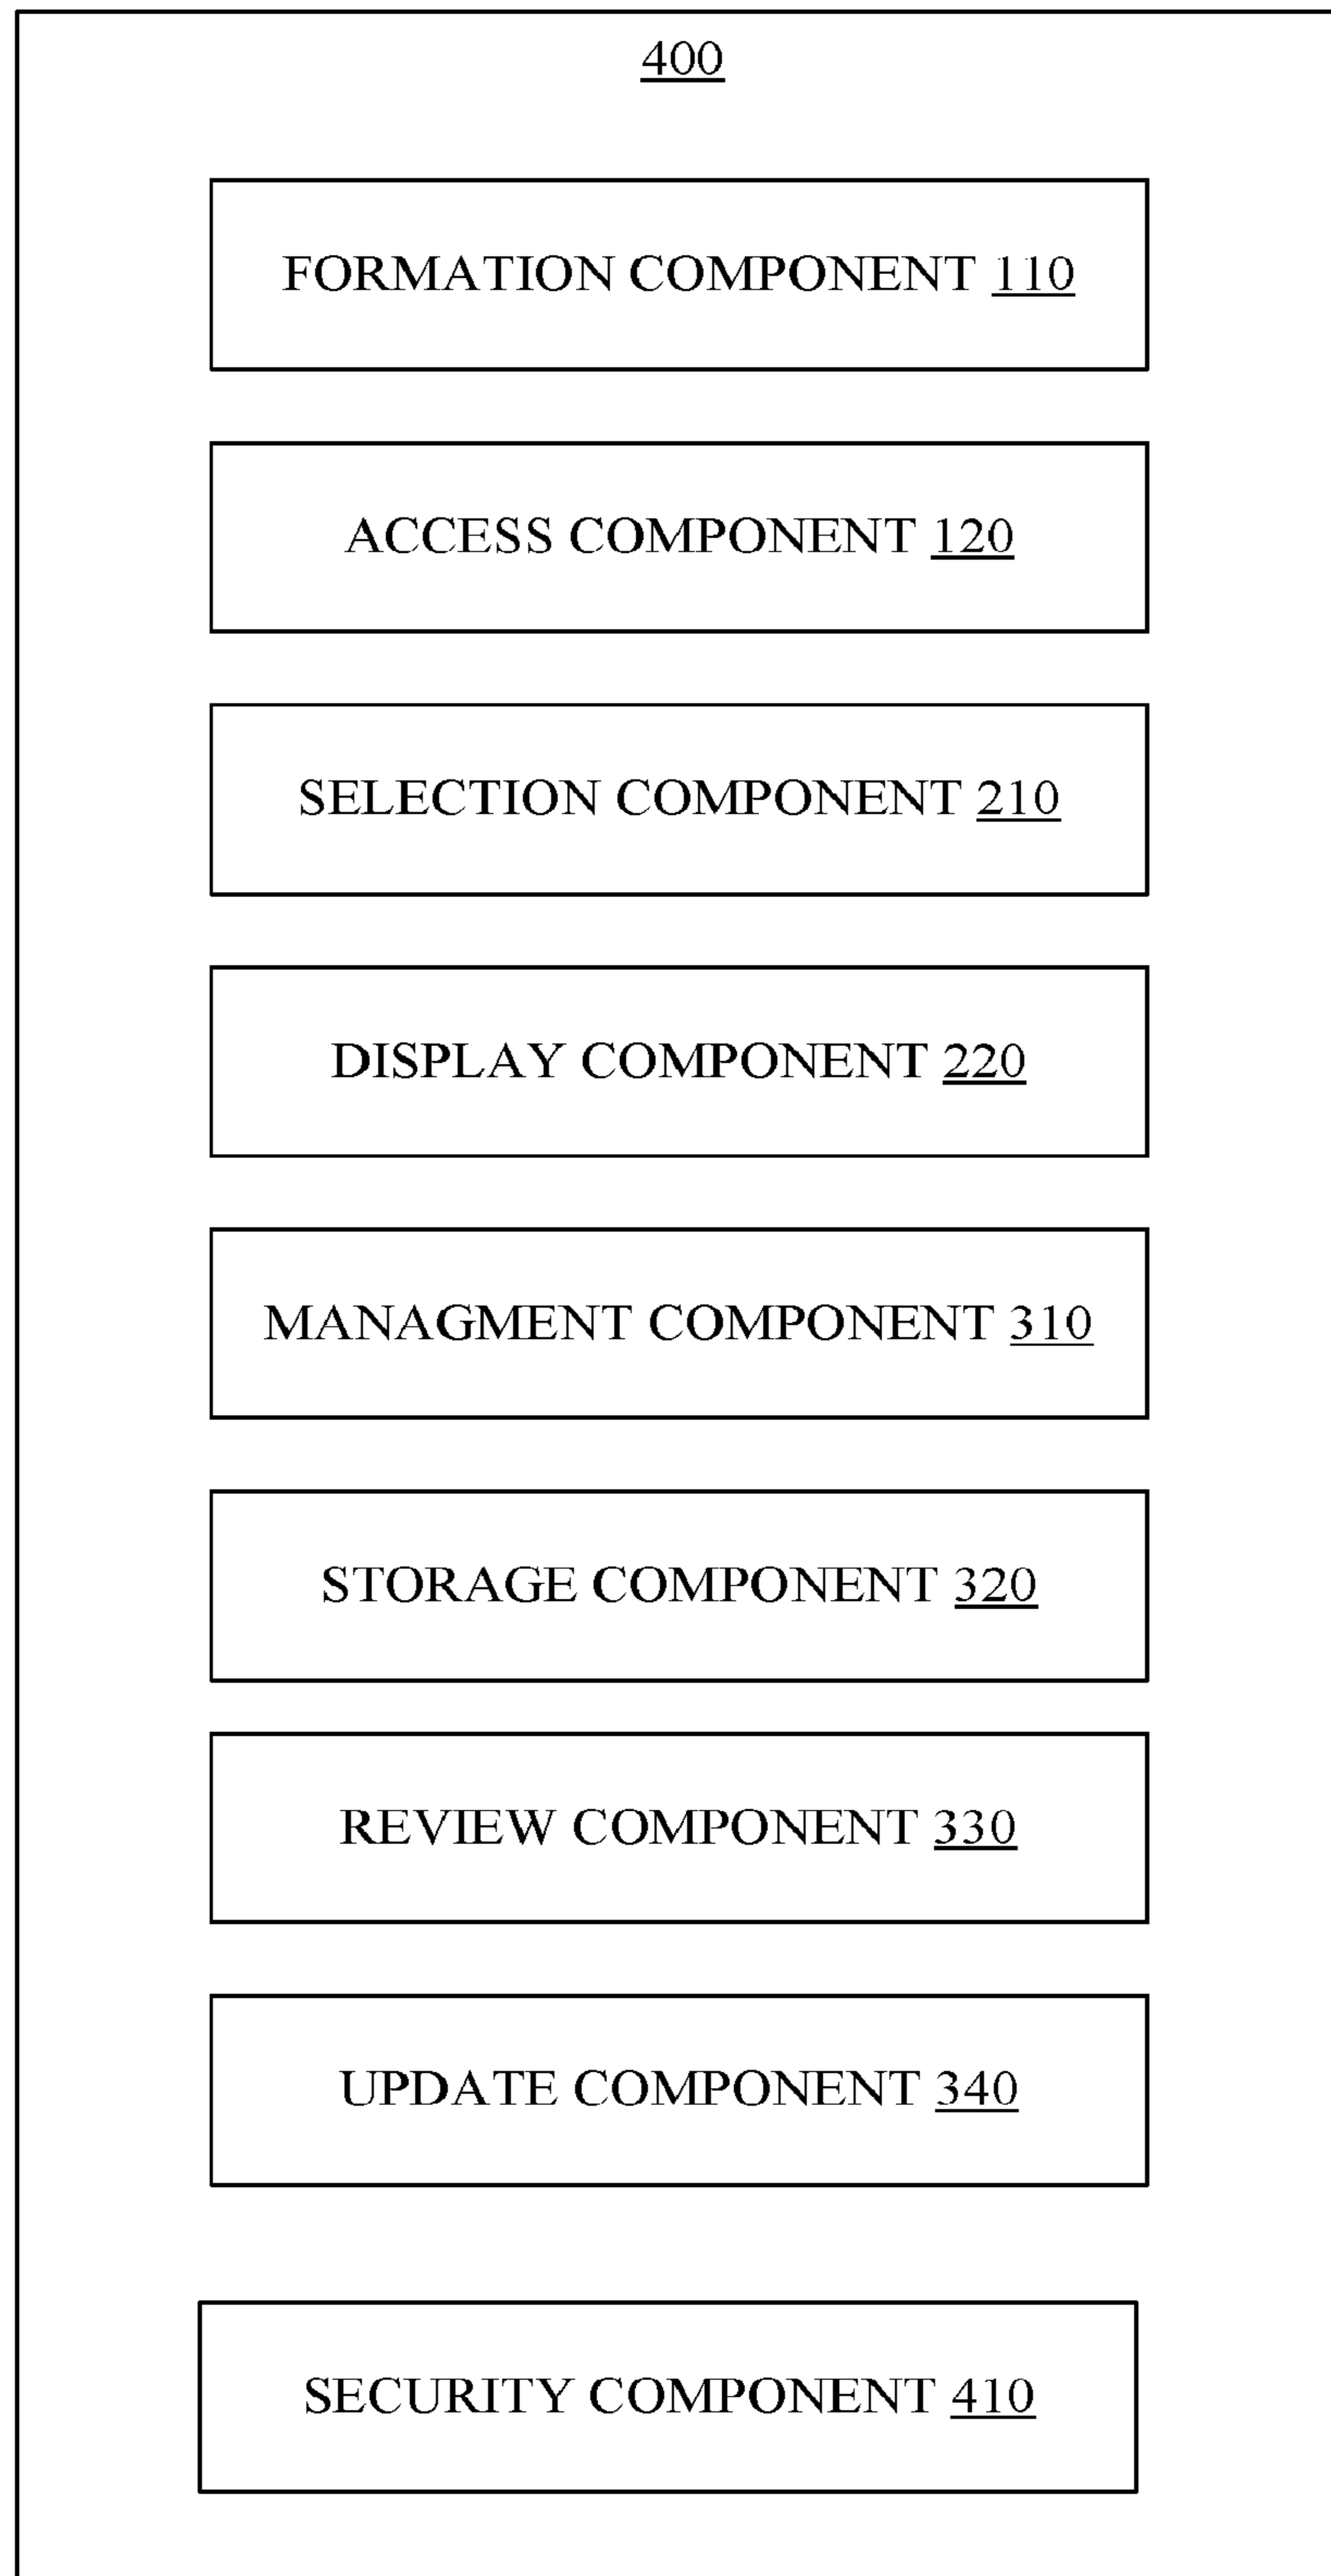 400
FORMATION COMPONENT 110
ACCESS COMPONENT 120
SELECTION COMPONENT 210
DISPLAY COMPONENT 220
MANAGMENT COMPONENT 310
STORAGE COMPONENT 320
REVIEW COMPONENT 330
UPDATE COMPONENT 340
SECURITY COMPONENT 410